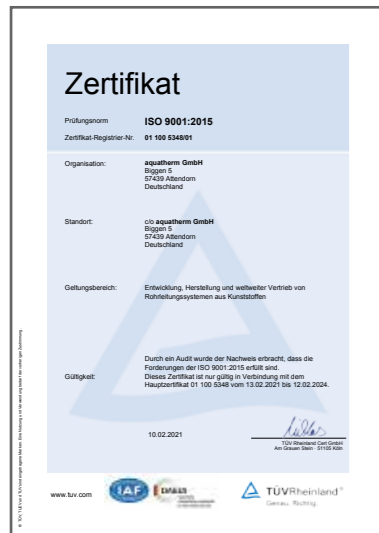 Zertifikat
Prüfungsnorm ISO 9001:2015
Zertifikat-Registrier-Nr. 01 100 5348/01
Organisation: aquatherm GmbH
Biggen 5
57439 Attendorn
Deutschland
Standort: c/o aquatherm GmbH
Biggen 5
57439 Attendorn
Deutschland
Geltungsbereich: Entwicklung, Herstellung und weltweiter Vertrieb von
Rohrleitungssystemen aus Kunststoffen
Durch ein Audit wurde der Nachweis erbracht, dass die
Forderungen der ISO 9001:2015 erfüllt sind.
Gültigkeit: Dieses Zertifikat ist nur gültig in Verbindung mit dem
Hauptzertifikat 01 100 5348 vom 13.02.2021 bis 12.02.2024.
10.02.2021
TÜV Rheinland Cert GmbH
Am Grauen Stein · 51105 Köln
www.tuv.com
IAF
DAkkS
TÜVRheinland®
Genau. Richtig.